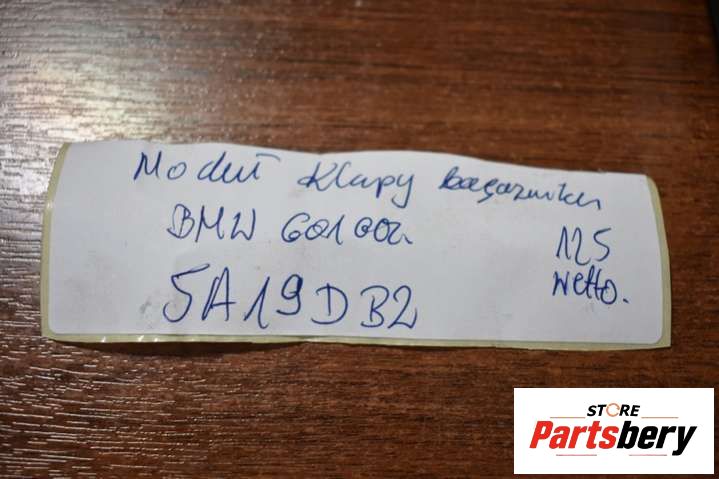 Moduł Klapy bagażnika
BMW G01 G02
125
netto.
5A19DB2
STORE
Partsbery